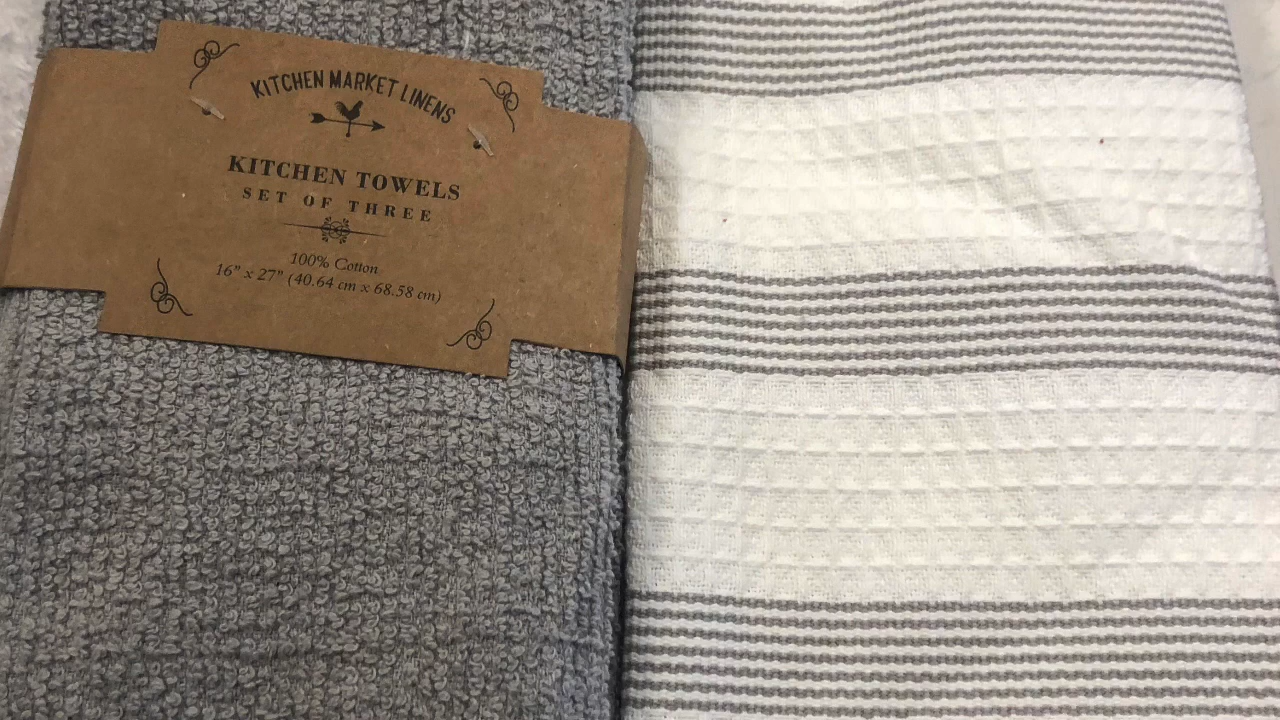 KITCHEN MARKET LINENS
KITCHEN TOWELS
SET OF THREE
100% Cotton
16" x 27" (40.64 cm x 68.58 cm)